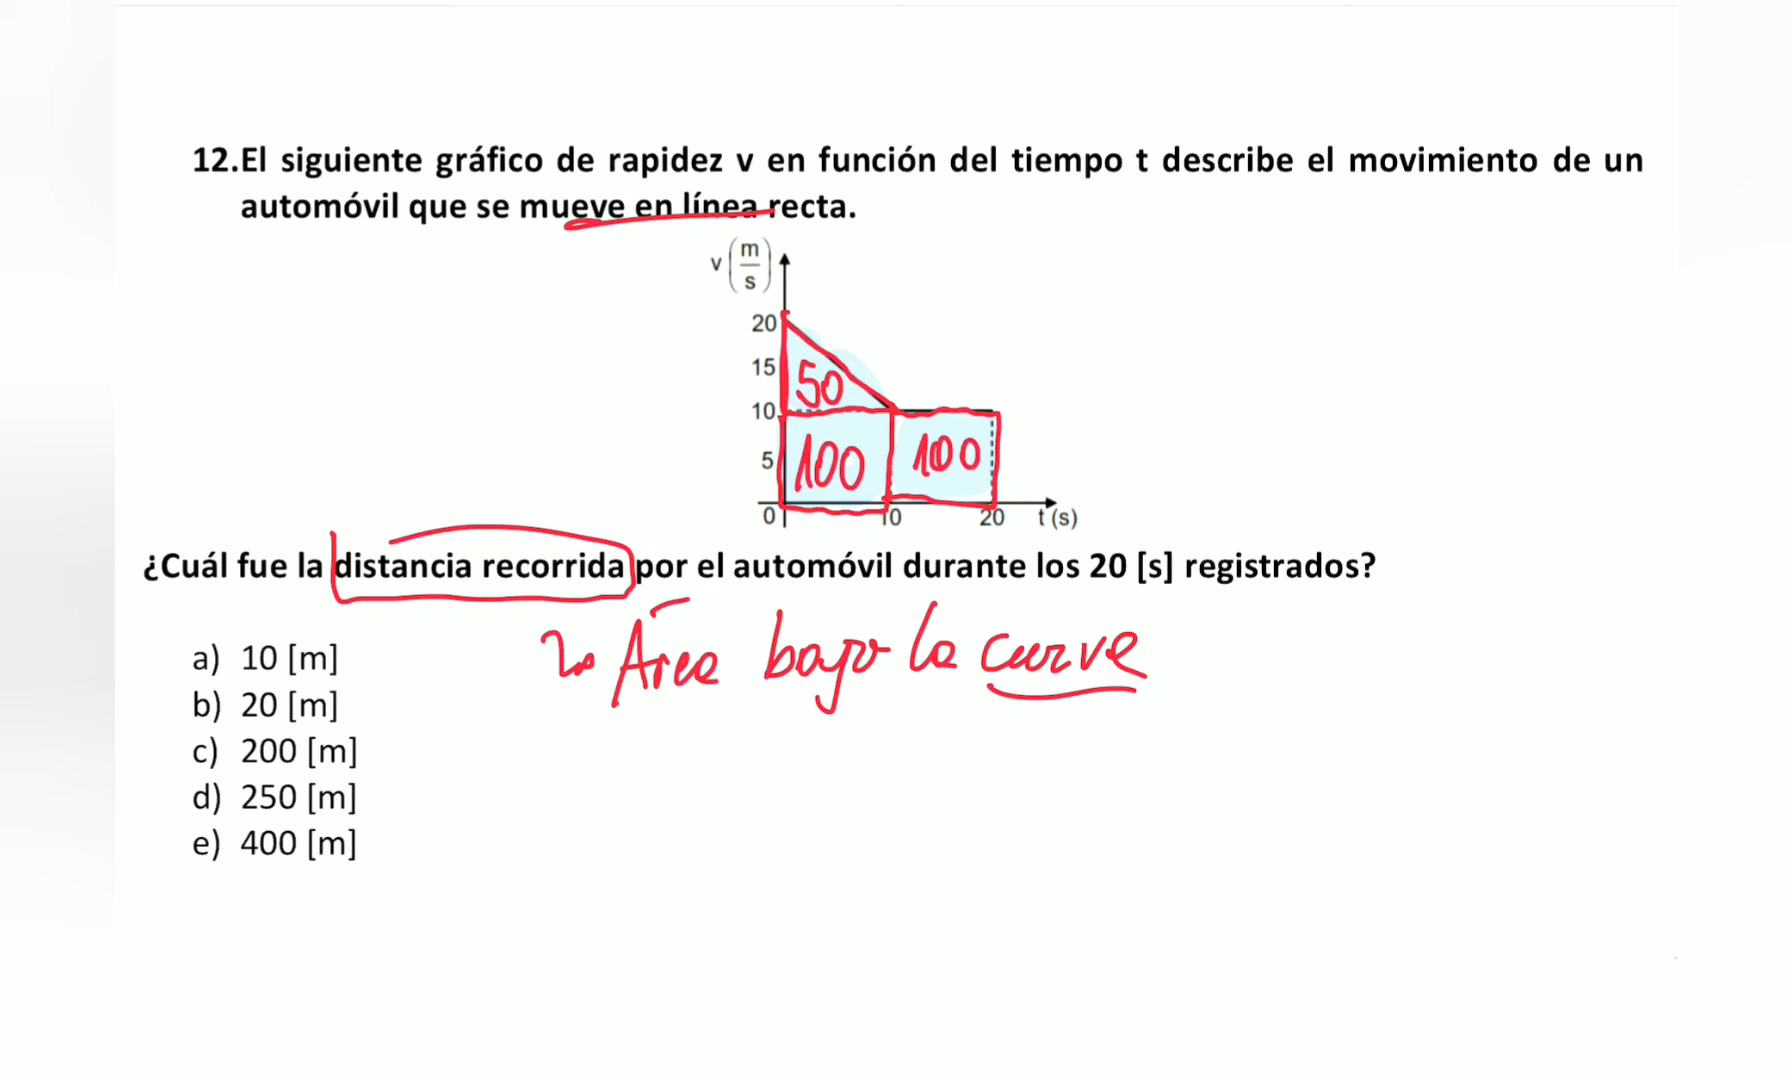 12.El siguiente gráfico de rapidez v en función del tiempo t describe el movimiento de un
automóvil que se mueve en línea recta.
v (m/s)
20
15
10
5
0
10
20
t (s)
50
100
100
¿Cuál fue la distancia recorrida por el automóvil durante los 20 [s] registrados?
Área bajo la curva
a) 10 [m]
b) 20 [m]
c) 200 [m]
d) 250 [m]
e) 400 [m]